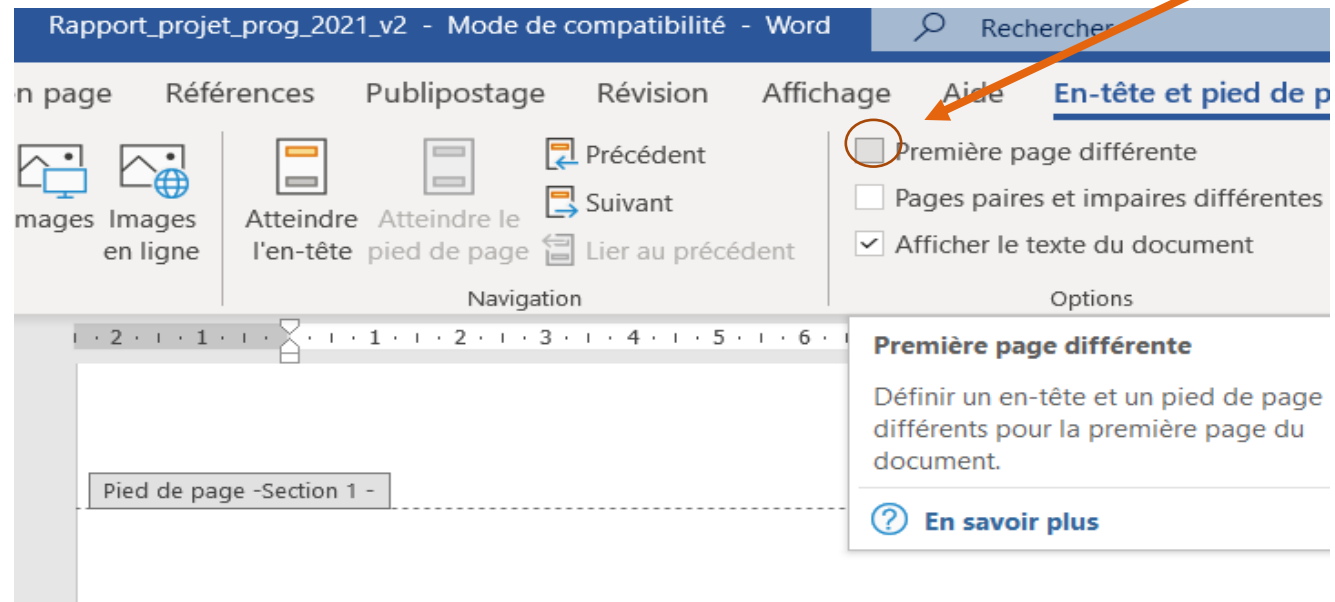 Rapport_projet_prog_2021_v2 - Mode de compatibilité - Word
Rechercher
n page Références Publipostage Révision Affichage Aide En-tête et pied de p
mages
Images
en ligne
Atteindre
l'en-tête
Atteindre le
pied de page
Précédent
Suivant
Lier au précédent
Navigation
Première page différente
Pages paires et impaires différentes
Afficher le texte du document
Options
2 1 1 2 3 4 5 6
Première page différente
Définir un en-tête et un pied de page
différents pour la première page du
document.
En savoir plus
Pied de page -Section 1 -